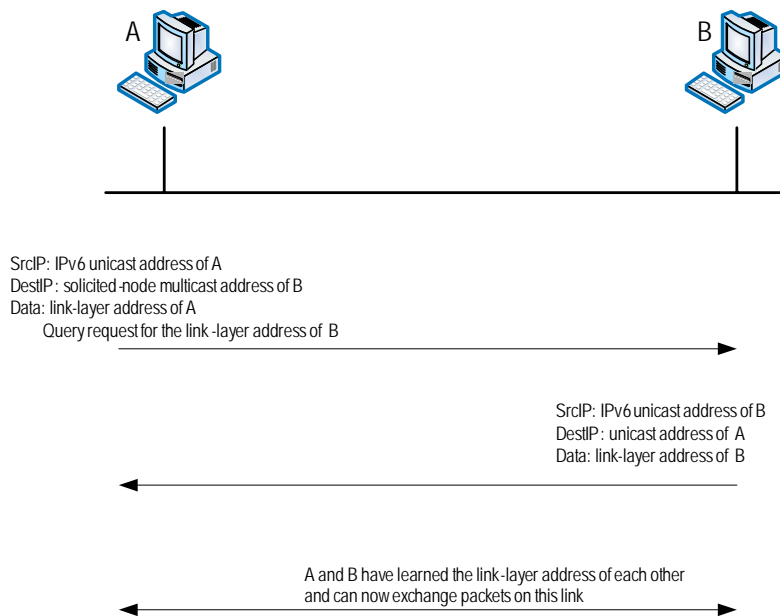 A
B
SrcIP: IPv6 unicast address of A
DestIP: solicited-node multicast address of B
Data: link-layer address of A
Query request for the link-layer address of B
SrcIP: IPv6 unicast address of B
DestIP: unicast address of A
Data: link-layer address of B
A and B have learned the link-layer address of each other
and can now exchange packets on this link